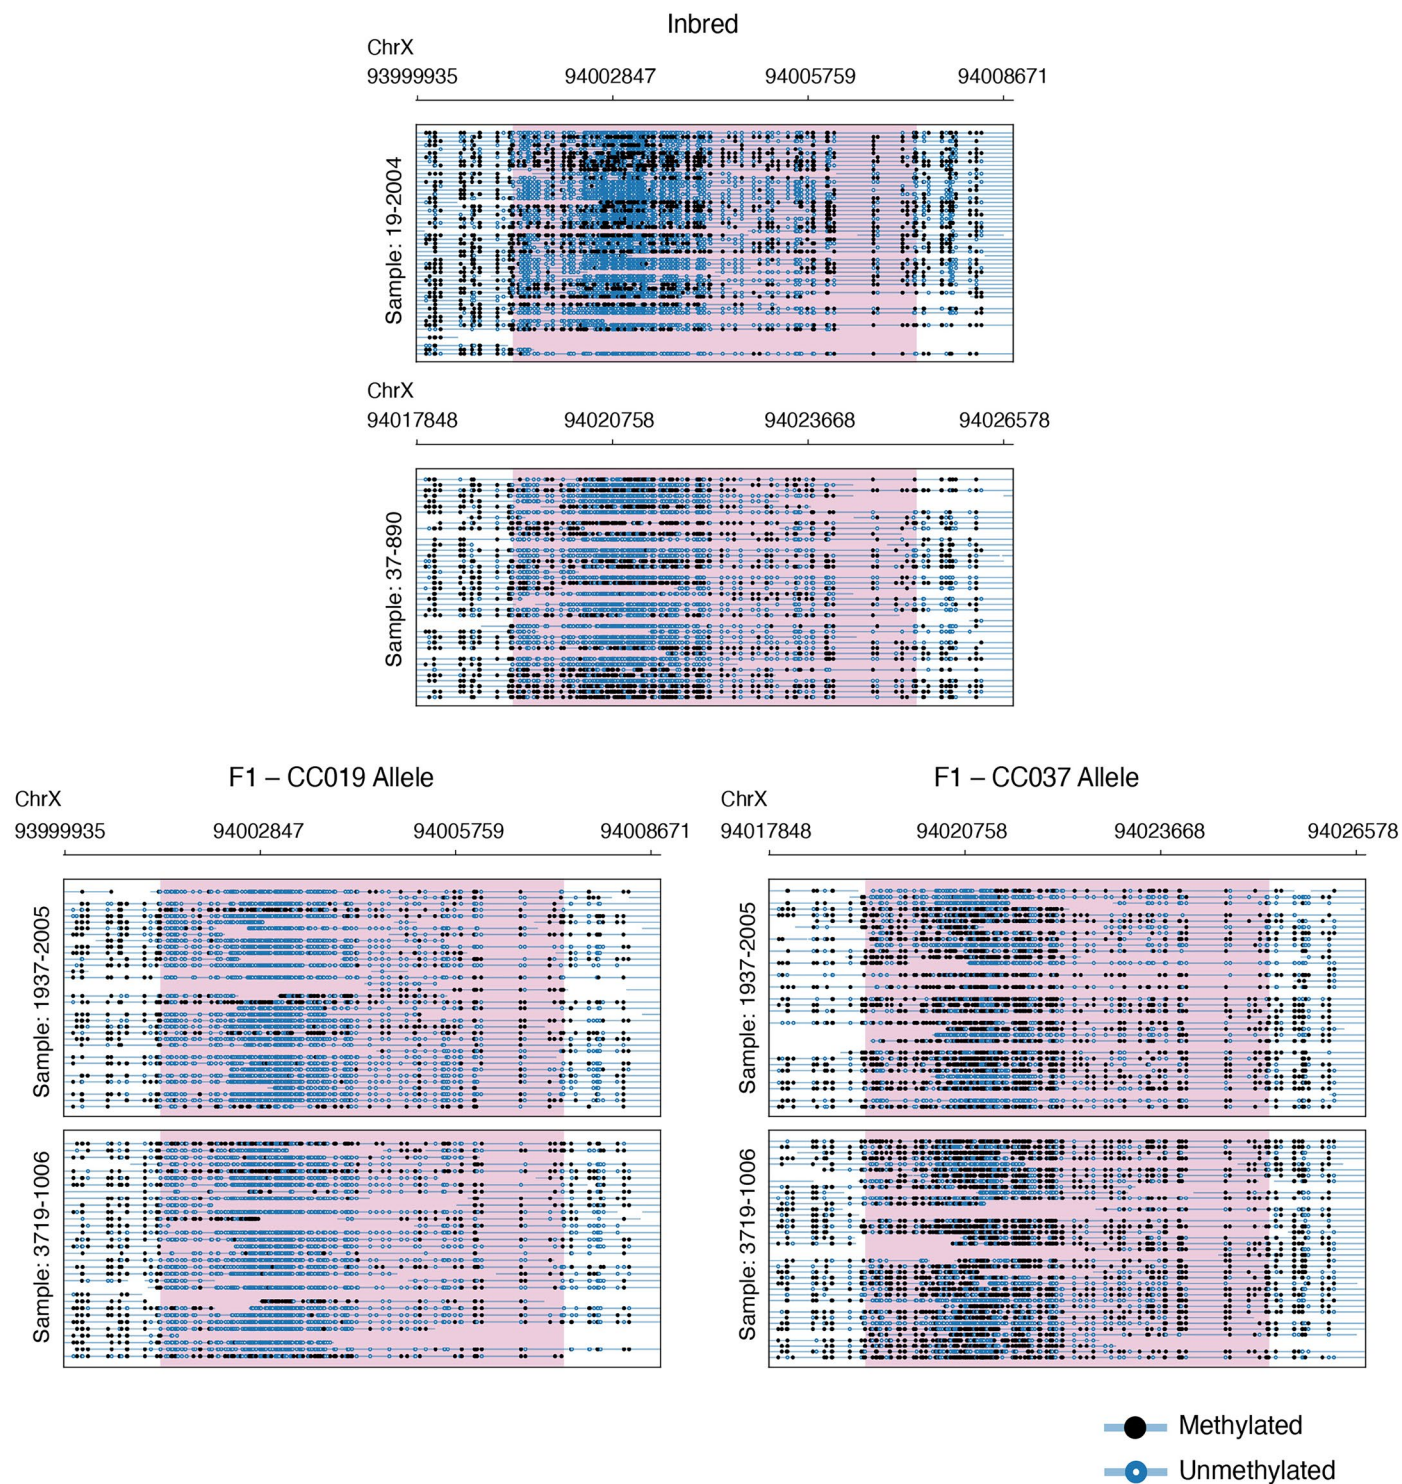 Inbred
ChrX
93999935 94002847 94005759 94008671
Sample: 19-2004
ChrX
94017848 94020758 94023668 94026578
Sample: 37-890
F1 – CC019 Allele
ChrX
93999935 94002847 94005759 94008671
Sample: 1937-2005
Sample: 3719-1006
F1 – CC037 Allele
ChrX
94017848 94020758 94023668 94026578
Sample: 1937-2005
Sample: 3719-1006
Methylated
Unmethylated